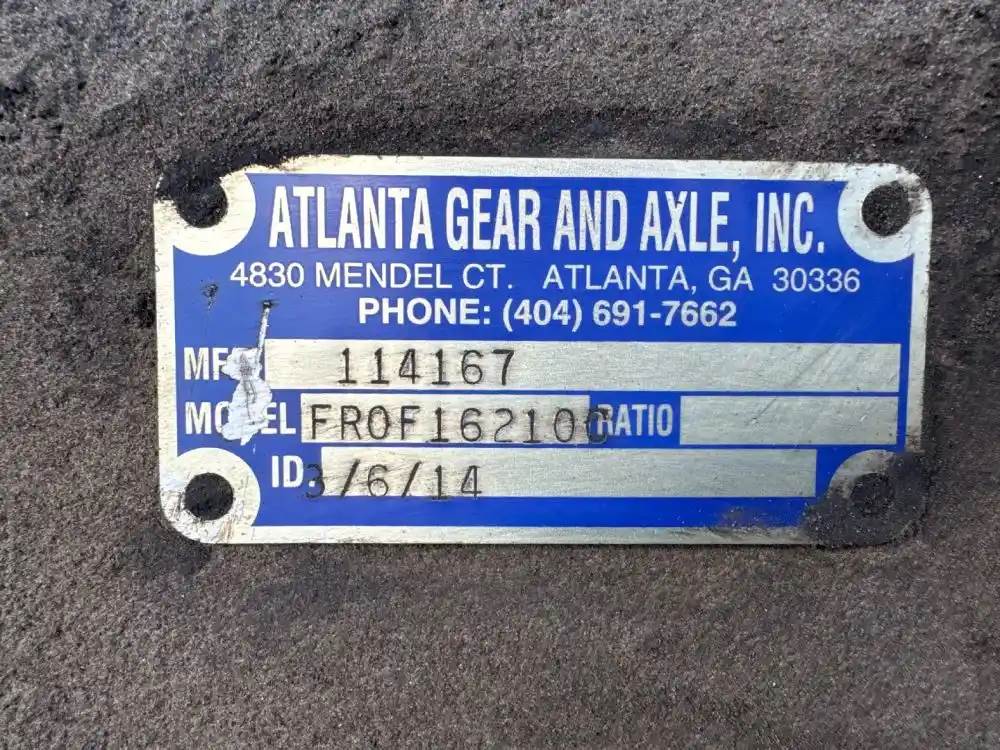 ATLANTA GEAR AND AXLE, INC.
4830 MENDEL CT. ATLANTA, GA 30336
PHONE: (404) 691-7662
114167
MODEL FROF16210C RATIO
ID. 3/6/14